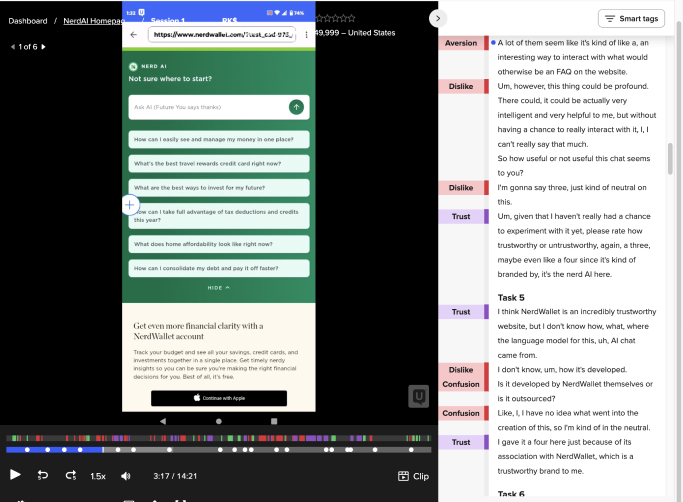 Dashboard / NerdAI Homepag / Session 1 RK$ 49,999 – United States
1:32
74%
https://www.nerdwallet.com/
1 of 6
NERD AI
Not sure where to start?
Ask AI (Future You says thanks)
How can I easily see and manage my money in one place?
What's the best travel rewards credit card right now?
What are the best ways to invest for my future?
How can I take full advantage of tax deductions and credits
this year?
What does home affordability look like right now?
How can I consolidate my debt and pay it off faster?
HIDE
Get even more financial clarity with a
NerdWallet account
Track your budget and see all your savings, credit cards, and
investments together in a single place. Get timely nerdy
insights so you can be sure you're making the right financial
decisions for you. Best of all, it's free.
Continue with Apple
1.5x
3:17 / 14:21
Clip
Smart tags
Aversion
A lot of them seem like it's kind of like a, an
interesting way to interact with what would
otherwise be an FAQ on the website.
Dislike
Um, however, this thing could be profound.
There could, it could be actually very
intelligent and very helpful to me, but without
having a chance to really interact with it, I, I
can't really say that much.
So how useful or not useful this chat seems
to you?
Dislike
I'm gonna say three, just kind of neutral on
this.
Trust
Um, given that I haven't really had a chance
to experiment with it yet, please rate how
trustworthy or untrustworthy, again, a three,
maybe even like a four since it's kind of
branded by, it's the nerd AI here.
Task 5
Trust
I think NerdWallet is an incredibly trustworthy
website, but I don't know how, what, where
the language model for this, uh, AI chat
came from.
Dislike
I don't know, um, how it's developed.
Confusion
Is it developed by NerdWallet themselves or
is it outsourced?
Confusion
Like, I, I have no idea what went into the
creation of this, so I'm kind of in the neutral.
Trust
I gave it a four here just because of its
association with NerdWallet, which is a
trustworthy brand to me.
Task 6